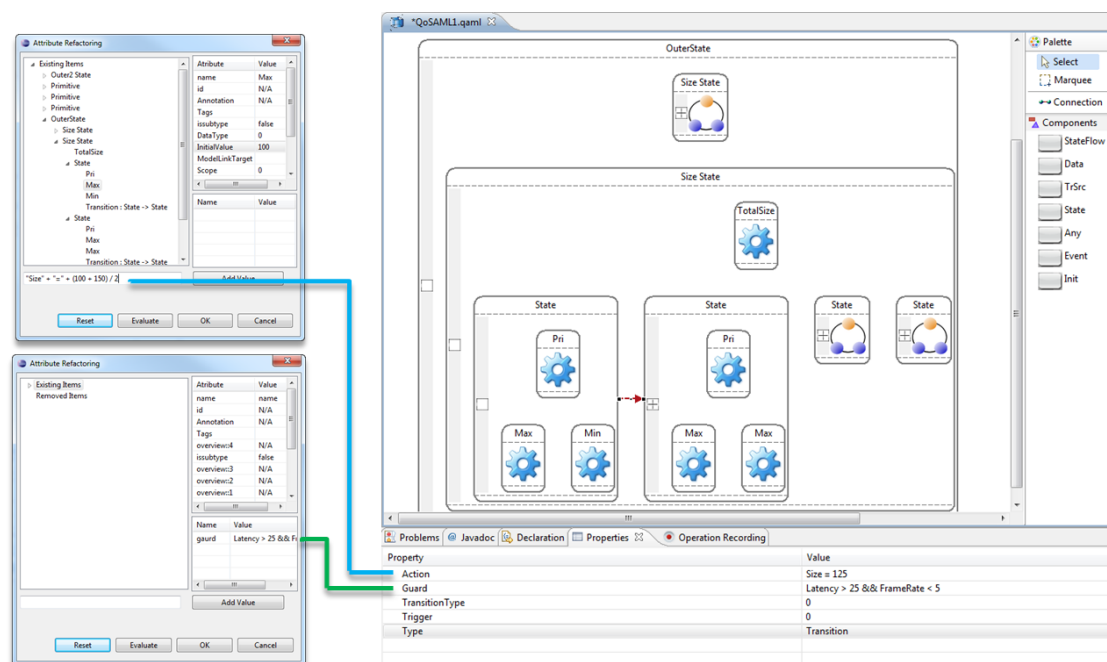 Attribute Refactoring
Existing Items
Outer2 State
Primitive
Primitive
Primitive
OuterState
Size State
Size State
TotalSize
State
Pri
Max
Min
Transition : State -> State
State
Pri
Max
Max
Transition : State -> State
Attribute Value
name Max
id N/A
Annotation N/A
Tags
issubtype false
DataType 0
InitialValue 100
ModelLinkTarget
Scope 0
Name Value
"Size" + "=" + (100 + 150) / 2
Add Value
Reset Evaluate OK Cancel
Attribute Refactoring
Existing Items
Removed Items
Attribute Value
name name
id N/A
Annotation N/A
Tags
overview::4 N/A
issubtype false
overview::3 N/A
overview::2 N/A
overview::1 N/A
Name Value
gaurd Latency > 25 && Fr
Add Value
Reset Evaluate OK Cancel
*QoSAML1.qaml
OuterState
Size State
Size State
TotalSize
State State State State
Pri Pri
Max Min Max Max
Palette
Select
Marquee
Connection
Components
StateFlow
Data
TrSrc
State
Any
Event
Init
Problems @ Javadoc Declaration Properties Operation Recording
Property Value
Action Size = 125
Guard Latency > 25 && FrameRate < 5
TransitionType 0
Trigger 0
Type Transition